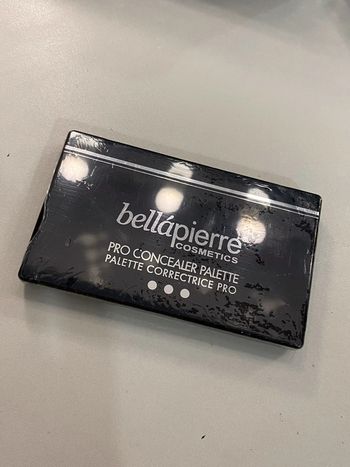 bellápierre
COSMETICS
PRO CONCEALER PALETTE
PALETTE CORRECTRICE PRO